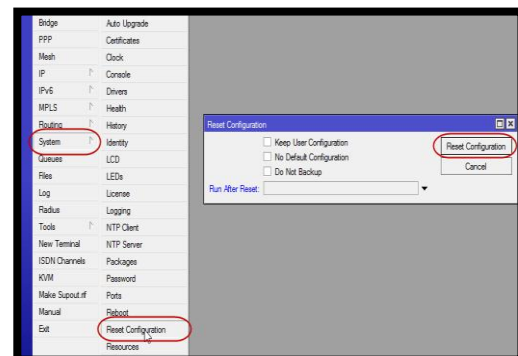 Bridge
PPP
Mesh
IP
IPv6
MPLS
Routing
System
Queues
Files
Log
Radius
Tools
New Terminal
ISDN Channels
KVM
Make Supout.rif
Manual
Exit
Auto Upgrade
Certificates
Clock
Console
Drivers
Health
History
Identity
LCD
LEDs
License
Logging
NTP Client
NTP Server
Packages
Password
Ports
Reboot
Reset Configuration
Resources
Reset Configuration
Keep User Configuration
No Default Configuration
Do Not Backup
Run After Reset:
Reset Configuration
Cancel